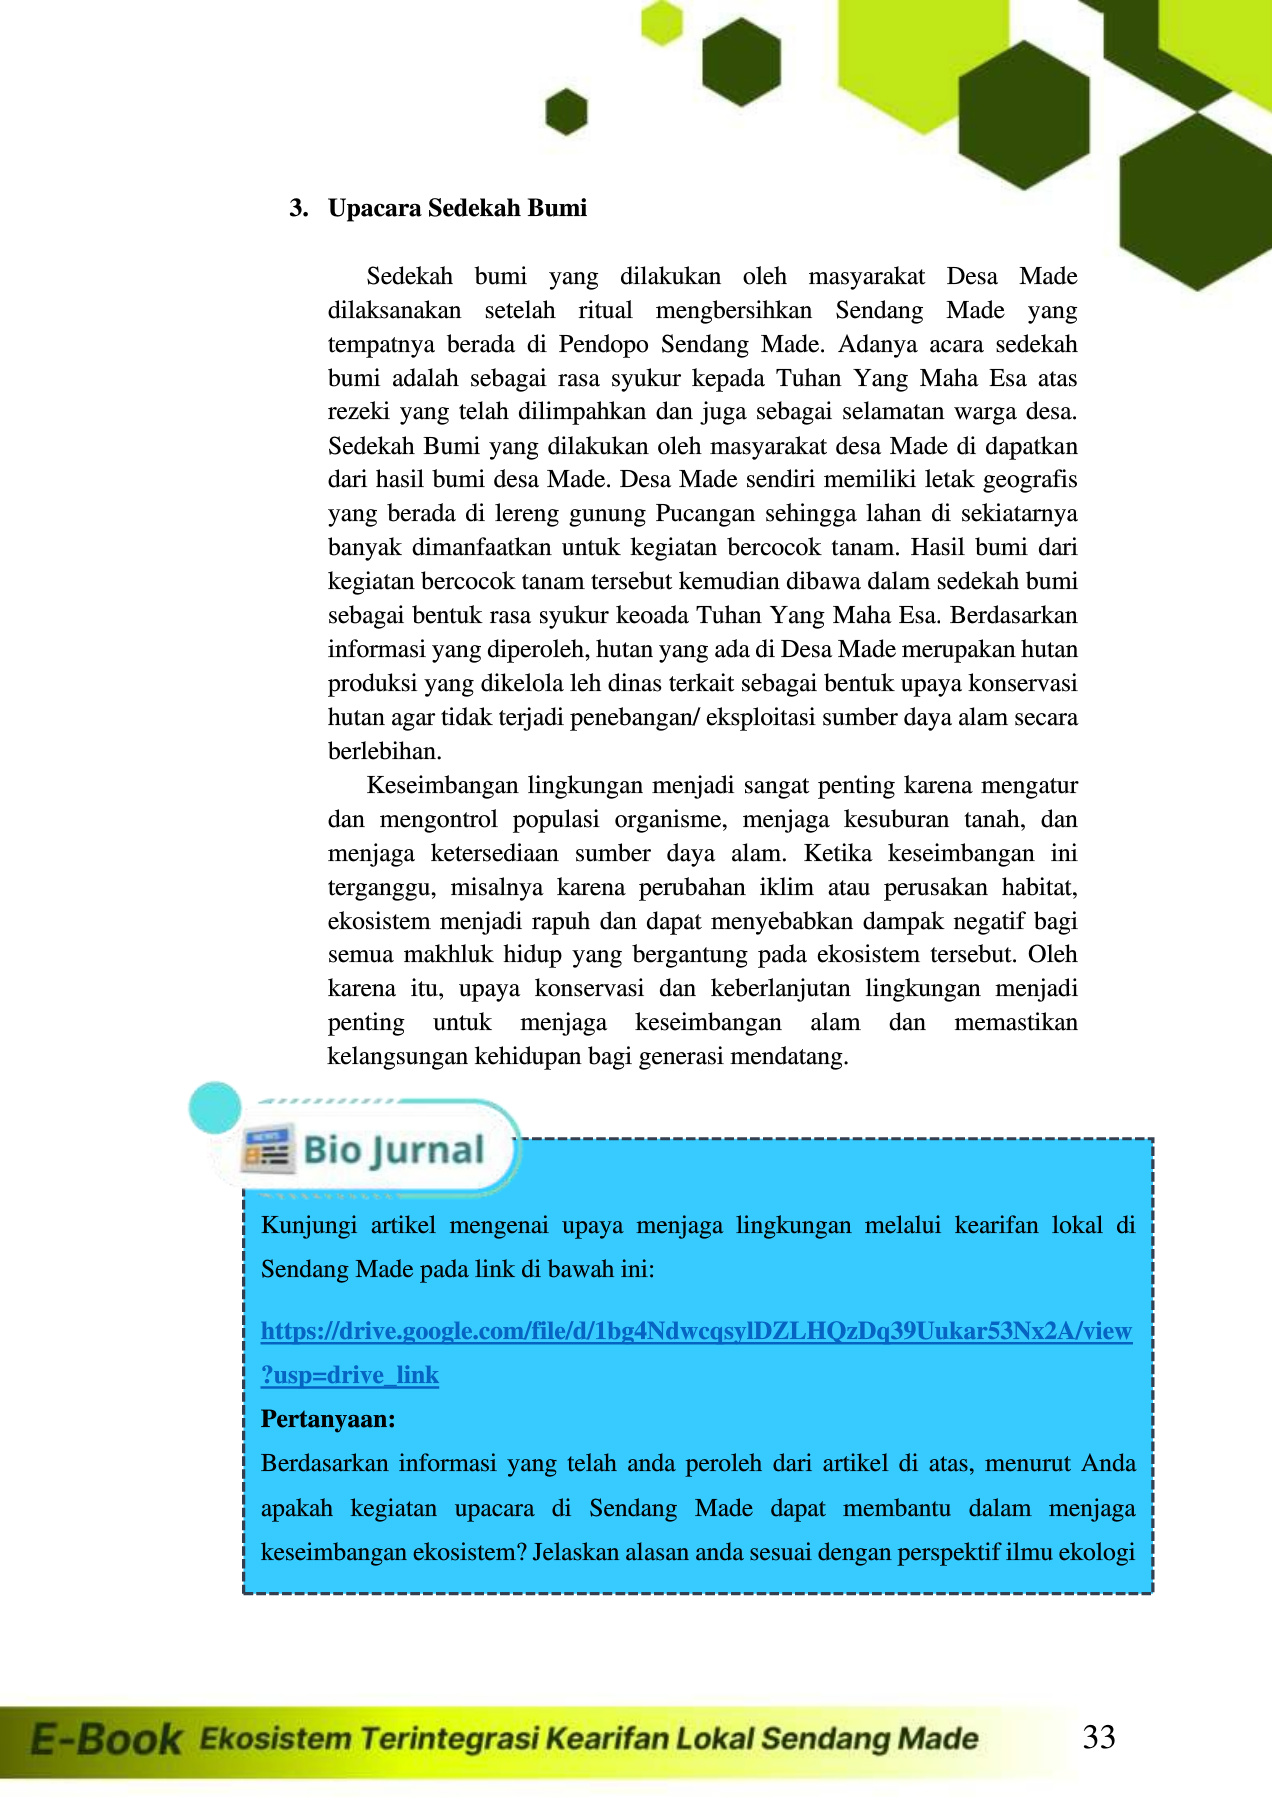 3. Upacara Sedekah Bumi
Sedekah bumi yang dilakukan oleh masyarakat Desa Made
dilaksanakan setelah ritual mengbersihkan Sendang Made yang
tempatnya berada di Pendopo Sendang Made. Adanya acara sedekah
bumi adalah sebagai rasa syukur kepada Tuhan Yang Maha Esa atas
rezeki yang telah dilimpahkan dan juga sebagai selamatan warga desa.
Sedekah Bumi yang dilakukan oleh masyarakat desa Made di dapatkan
dari hasil bumi desa Made. Desa Made sendiri memiliki letak geografis
yang berada di lereng gunung Pucangan sehingga lahan di sekiatarnya
banyak dimanfaatkan untuk kegiatan bercocok tanam. Hasil bumi dari
kegiatan bercocok tanam tersebut kemudian dibawa dalam sedekah bumi
sebagai bentuk rasa syukur keoada Tuhan Yang Maha Esa. Berdasarkan
informasi yang diperoleh, hutan yang ada di Desa Made merupakan hutan
produksi yang dikelola leh dinas terkait sebagai bentuk upaya konservasi
hutan agar tidak terjadi penebangan/ eksploitasi sumber daya alam secara
berlebihan.
Keseimbangan lingkungan menjadi sangat penting karena mengatur
dan mengontrol populasi organisme, menjaga kesuburan tanah, dan
menjaga ketersediaan sumber daya alam. Ketika keseimbangan ini
terganggu, misalnya karena perubahan iklim atau perusakan habitat,
ekosistem menjadi rapuh dan dapat menyebabkan dampak negatif bagi
semua makhluk hidup yang bergantung pada ekosistem tersebut. Oleh
karena itu, upaya konservasi dan keberlanjutan lingkungan menjadi
penting untuk menjaga keseimbangan alam dan memastikan
kelangsungan kehidupan bagi generasi mendatang.
NEWS
Bio Jurnal
Kunjungi artikel mengenai upaya menjaga lingkungan melalui kearifan lokal di
Sendang Made pada link di bawah ini:
https://drive.google.com/file/d/1bg4NdwcqsylDZLHQzDq39Uukar53Nx2A/view
?usp=drive_link
Pertanyaan:
Berdasarkan informasi yang telah anda peroleh dari artikel di atas, menurut Anda
apakah kegiatan upacara di Sendang Made dapat membantu dalam menjaga
keseimbangan ekosistem? Jelaskan alasan anda sesuai dengan perspektif ilmu ekologi
E-Book Ekosistem Terintegrasi Kearifan Lokal Sendang Made 33